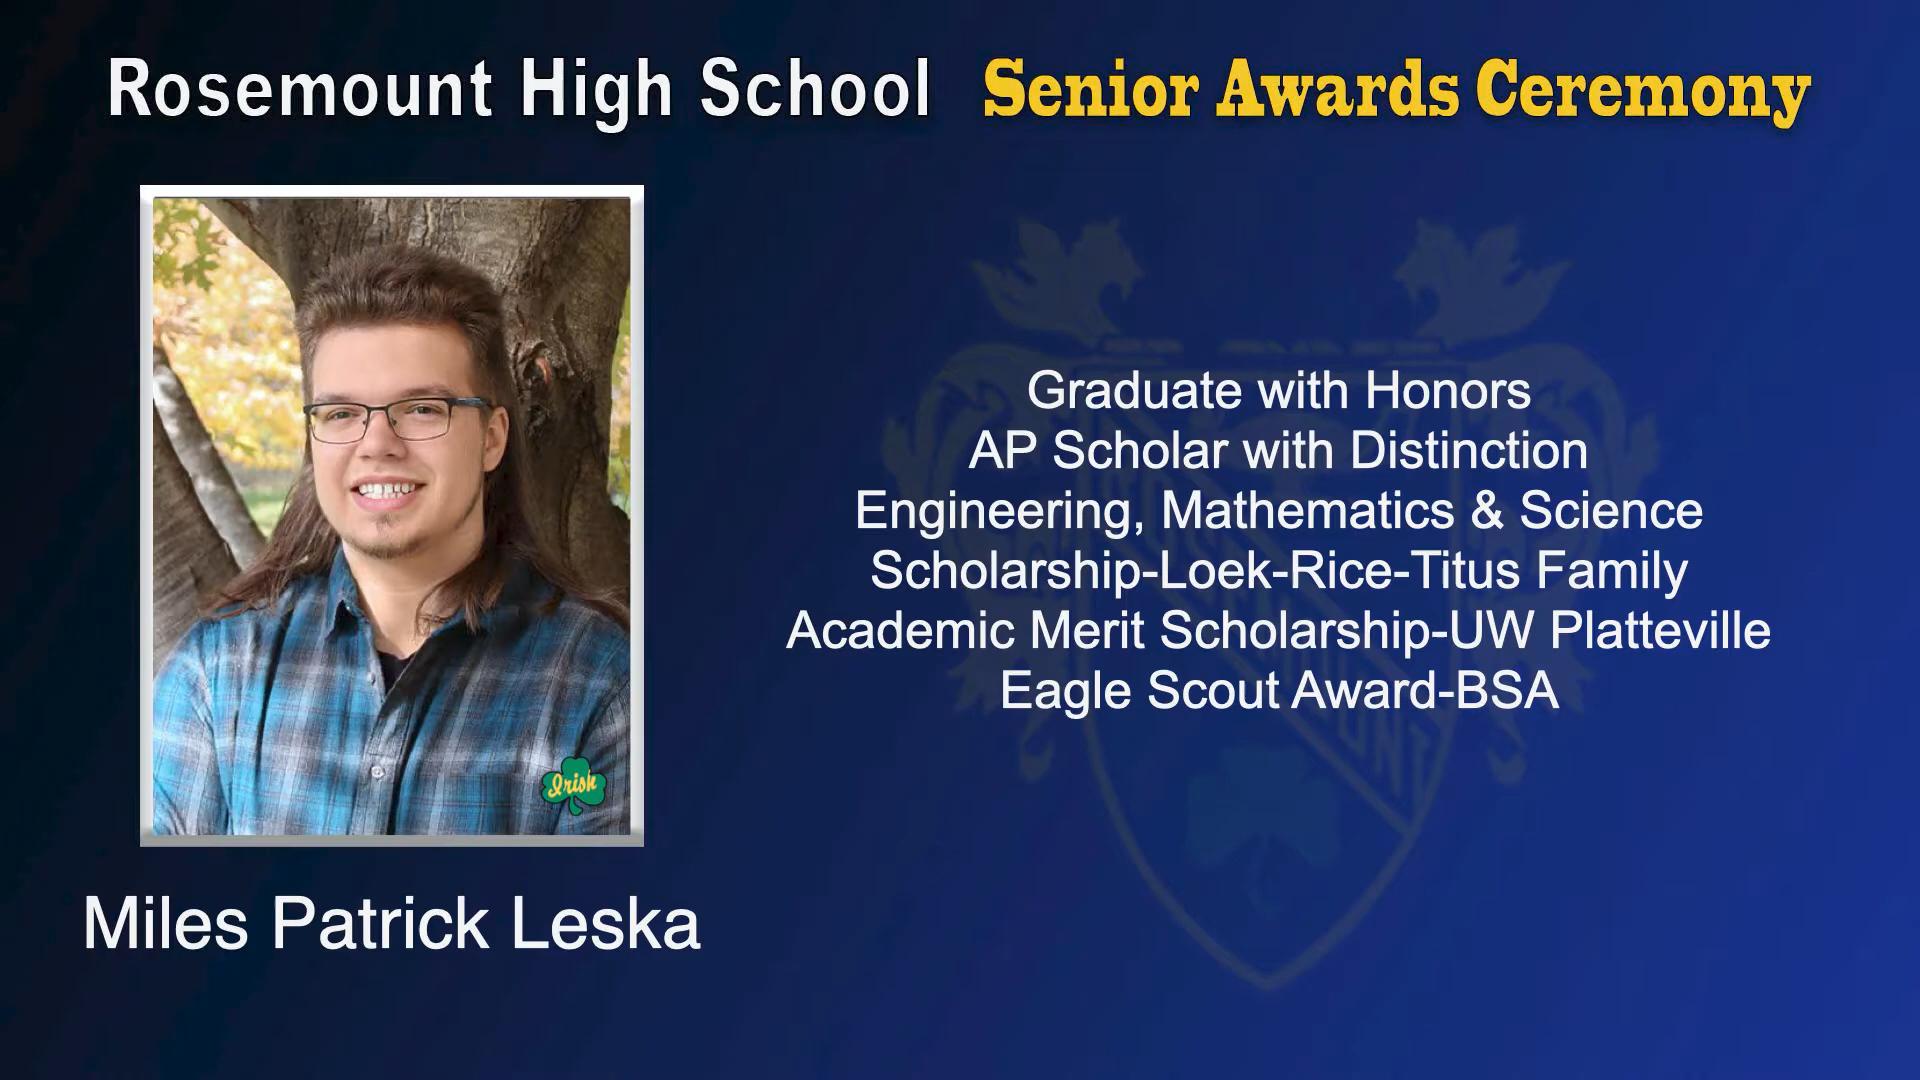 Rosemount High School Senior Awards Ceremony
Irish
Miles Patrick Leska
Graduate with Honors
AP Scholar with Distinction
Engineering, Mathematics & Science
Scholarship-Loek-Rice-Titus Family
Academic Merit Scholarship-UW Platteville
Eagle Scout Award-BSA